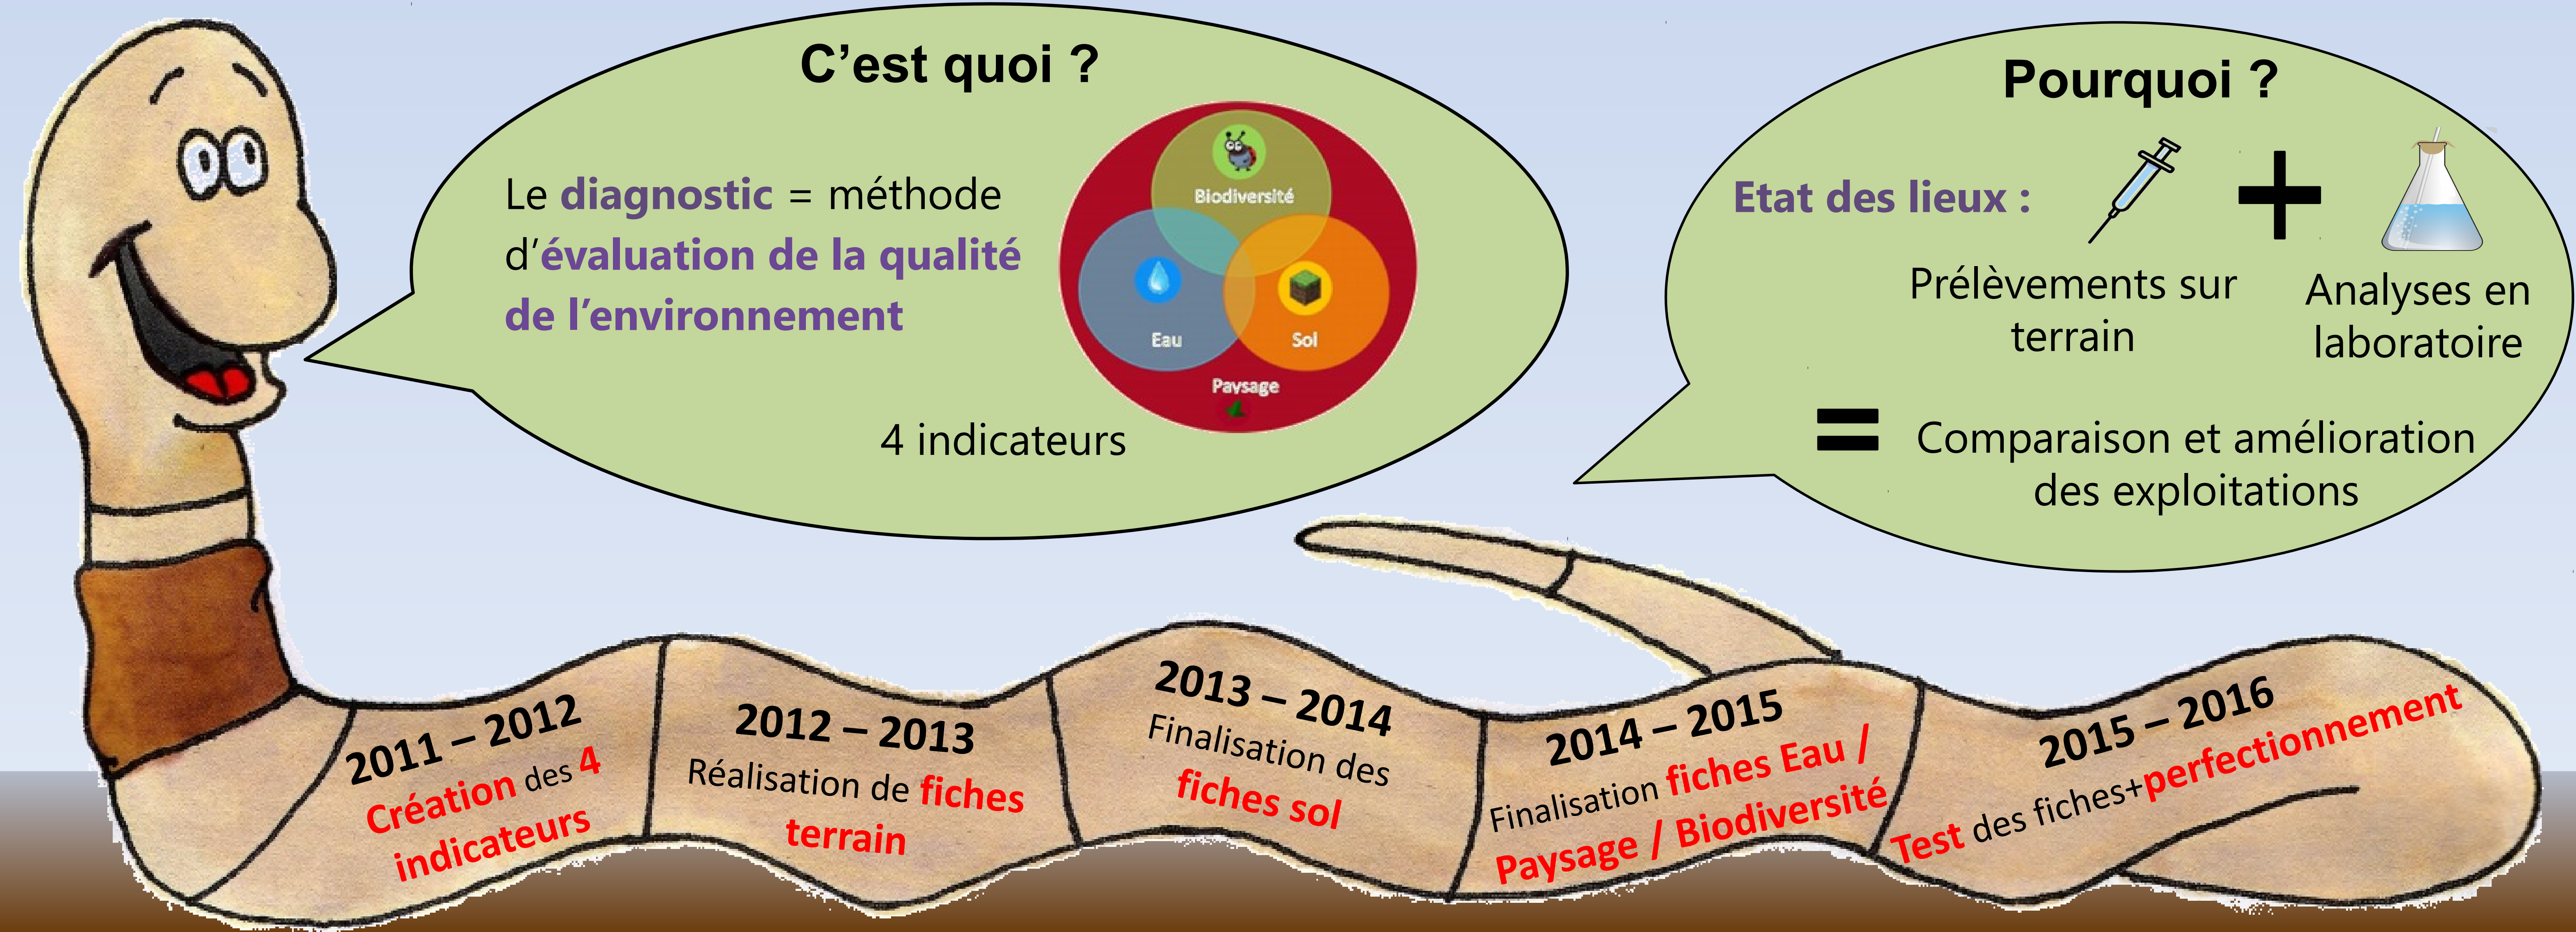 C'est quoi ?
Le diagnostic = méthode
d'évaluation de la qualité
de l'environnement
Biodiversité
Eau
Sol
Paysage
4 indicateurs
Pourquoi ?
Etat des lieux :
Prélèvements sur
terrain
Analyses en
laboratoire
Comparaison et amélioration
des exploitations
2011 – 2012
Création des 4
indicateurs
2012 – 2013
Réalisation de fiches
terrain
2013 – 2014
Finalisation des
fiches sol
2014 – 2015
Finalisation fiches Eau /
Paysage / Biodiversité
2015 – 2016
Test des fiches+perfectionnement